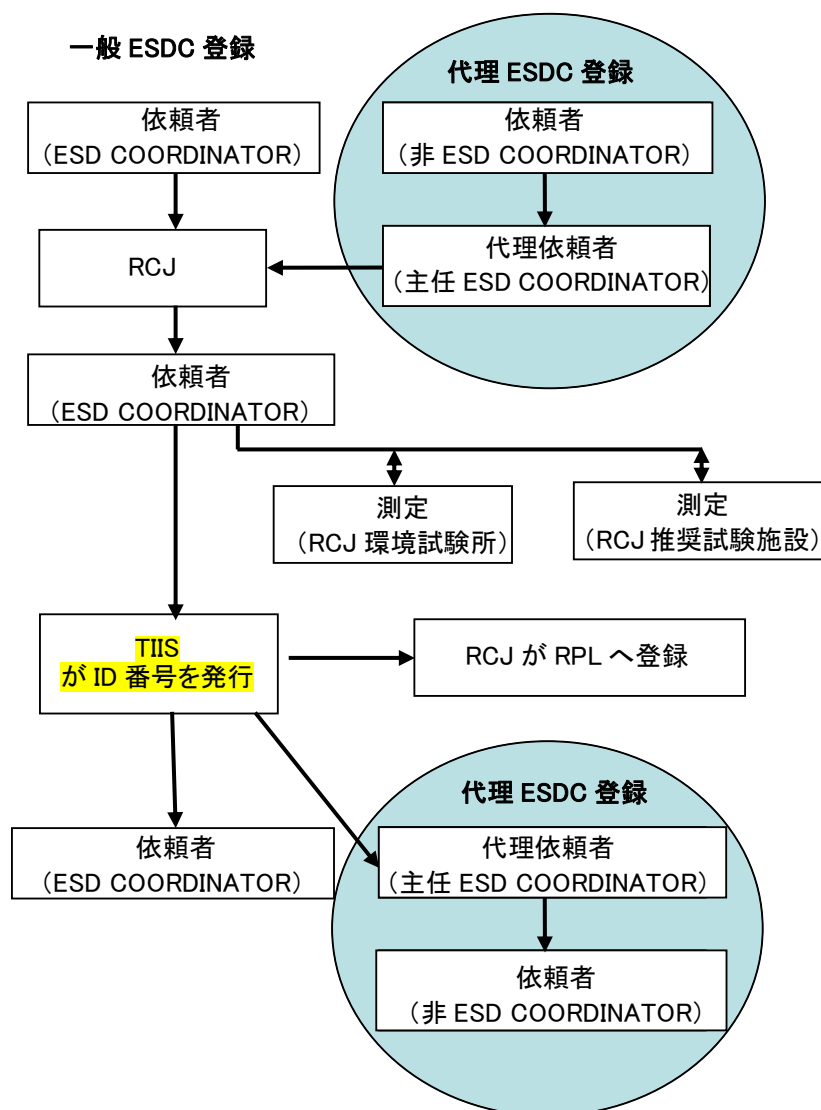 一般 ESDC 登録
代理 ESDC 登録
依頼者
（ESD COORDINATOR）
依頼者
（非 ESD COORDINATOR）
RCJ
代理依頼者
（主任 ESD COORDINATOR）
依頼者
（ESD COORDINATOR）
測定
（RCJ 環境試験所）
測定
（RCJ 推奨試験施設）
TIIS
が ID 番号を発行
RCJ が RPL へ登録
代理 ESDC 登録
依頼者
（ESD COORDINATOR）
代理依頼者
（主任 ESD COORDINATOR）
依頼者
（非 ESD COORDINATOR）